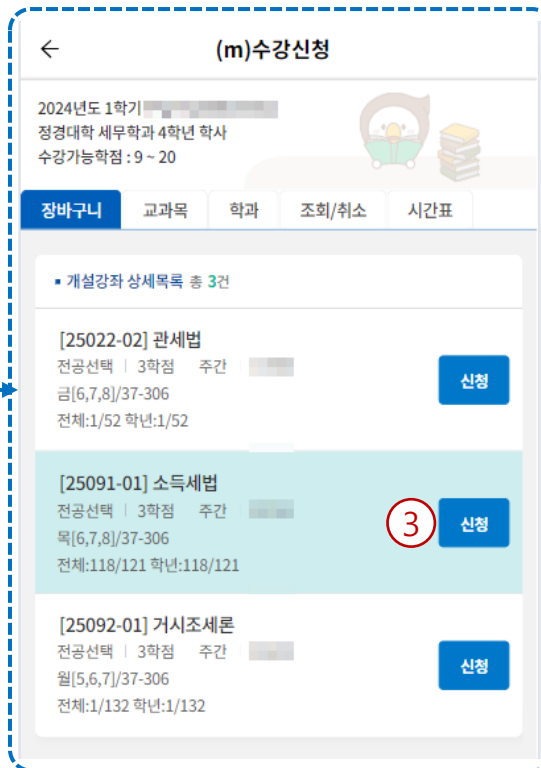 (m)수강신청
2024년도 1학기
정경대학 세무학과 4학년 학사
수강가능학점 : 9 ~ 20
장바구니 교과목 학과 조회/취소 시간표
개설강좌 상세목록 총 3건
[25022-02] 관세법
전공선택 3학점 주간
신청
금[6,7,8]/37-306
전체:1/52 학년:1/52
[25091-01] 소득세법
전공선택 3학점 주간
3 신청
목[6,7,8]/37-306
전체:118/121 학년:118/121
[25092-01] 거시조세론
전공선택 3학점 주간
신청
월[5,6,7]/37-306
전체:1/132 학년:1/132